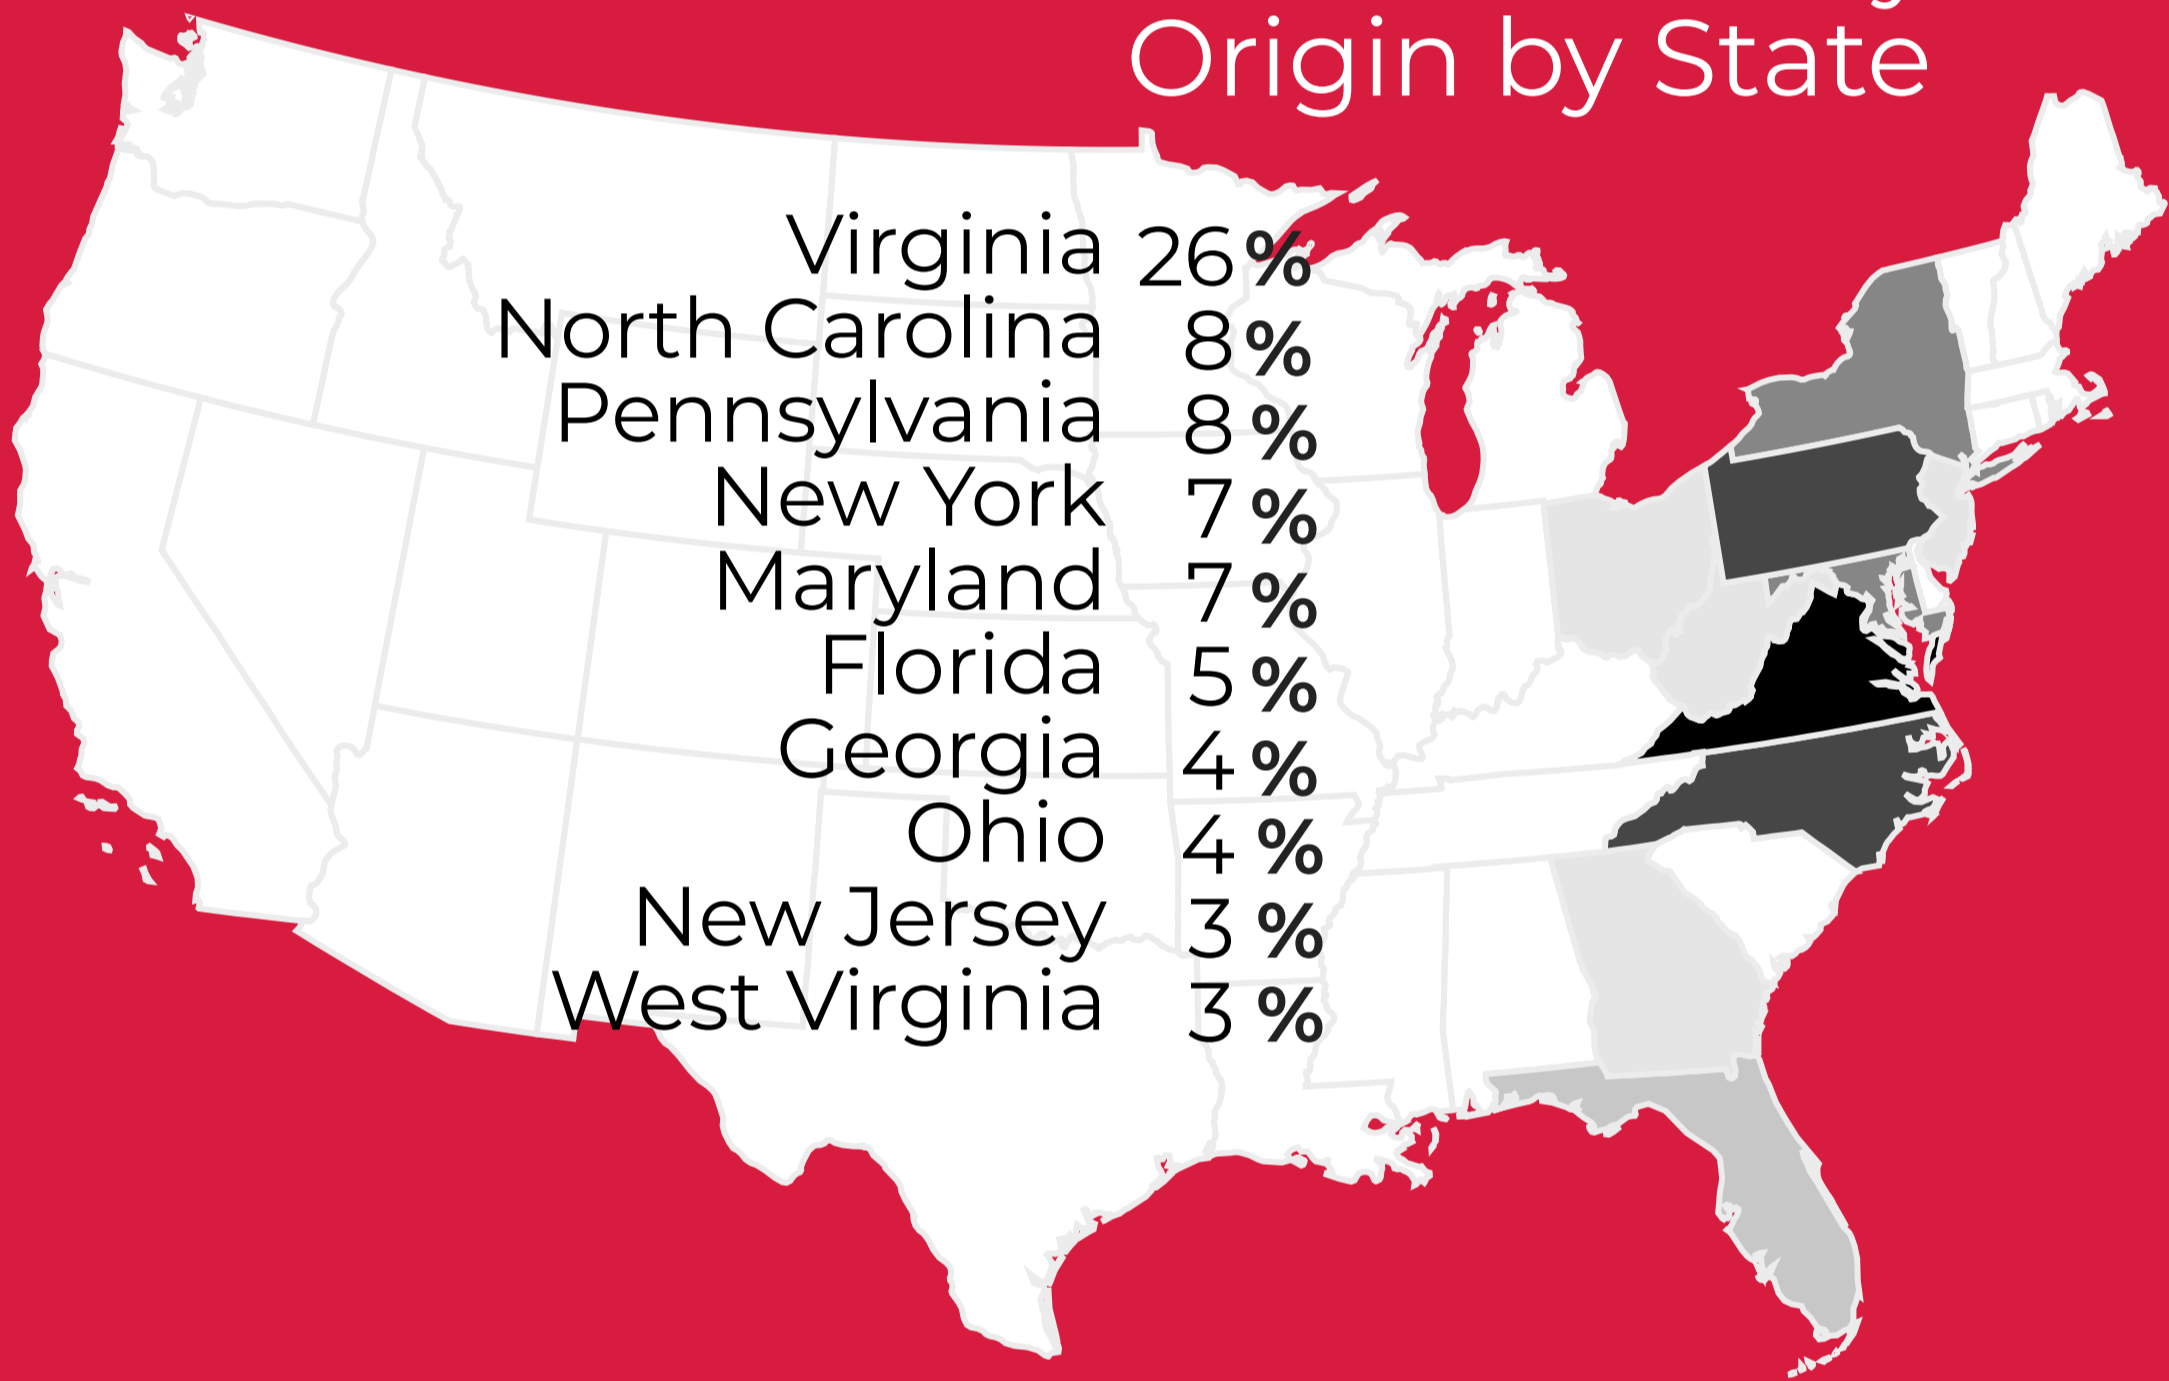 Origin by State
Virginia 26%
North Carolina 8%
Pennsylvania 8%
New York 7%
Maryland 7%
Florida 5%
Georgia 4%
Ohio 4%
New Jersey 3%
West Virginia 3%